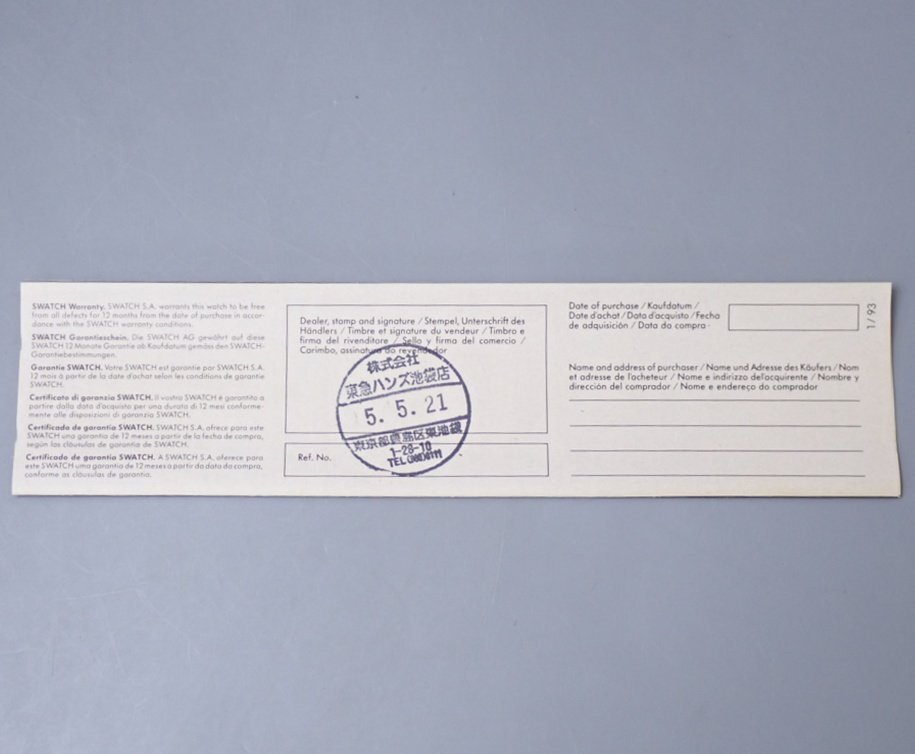 SWATCH Warranty. SWATCH S.A. warrants this watch to be free
from all defects for 12 months from the date of purchase in accor-
dance with the SWATCH warranty conditions.
SWATCH Garantieschein. Die SWATCH AG gewährt auf diese
SWATCH 12 Monate Garantie ab Kaufdatum gemäss den SWATCH-
Garantiebestimmungen.
Garantie SWATCH. Votre SWATCH est garantie par SWATCH S.A.
12 mois à partir de la date d'achat selon les conditions de garantie
SWATCH.
Certificato di garanzia SWATCH. Il vostro SWATCH è garantito a
partire dalla data d'acquisto per una durata di 12 mesi conforme-
mente alle disposizioni di garanzia SWATCH.
Certificado de garantía SWATCH. SWATCH S.A. ofrece para este
SWATCH una garantía de 12 meses a partir de la fecha de compra,
según las cláusulas de garantía de SWATCH.
Certificado de garantia SWATCH. A SWATCH S.A. oferece para
este SWATCH uma garantia de 12 meses a partir da data da compra,
conforme as cláusulas de garantia.
Dealer, stamp and signature / Stempel, Unterschrift des
Händlers / Timbre et signature du vendeur / Timbro e
firma del rivenditore / Sello y firma del comercio /
Carimbo, assinatura do revendedor
株式会社
東急ハンズ池袋店
5. 5. 21
東京都豊島区東池袋
1-28-10
Ref. No.
Date of purchase / Kaufdatum /
Date d'achat / Data d'acquisto / Fecha
de adquisición / Data da compra
1/93
Name and address of purchaser / Name und Adresse des Käufers / Nom
et adresse de l'acheteur / Nome e indirizzo del'acquirente / Nombre y
dirección del comprador / Nome e endereço do comprador